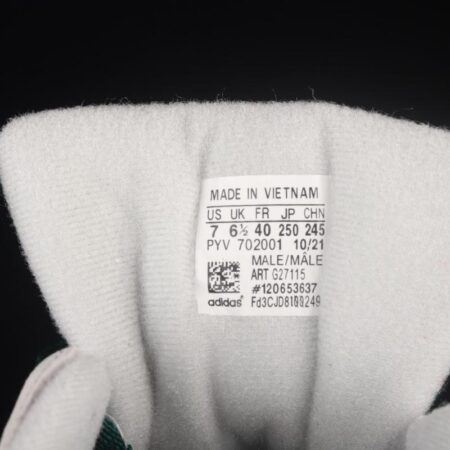 MADE IN VIETNAM
US UK FR JP CHN
7 6½ 40 250 245
PYV 702001 10/21
MALE/MÂLE
ART G27115
#120653637
adidas Fd3CJD8100249